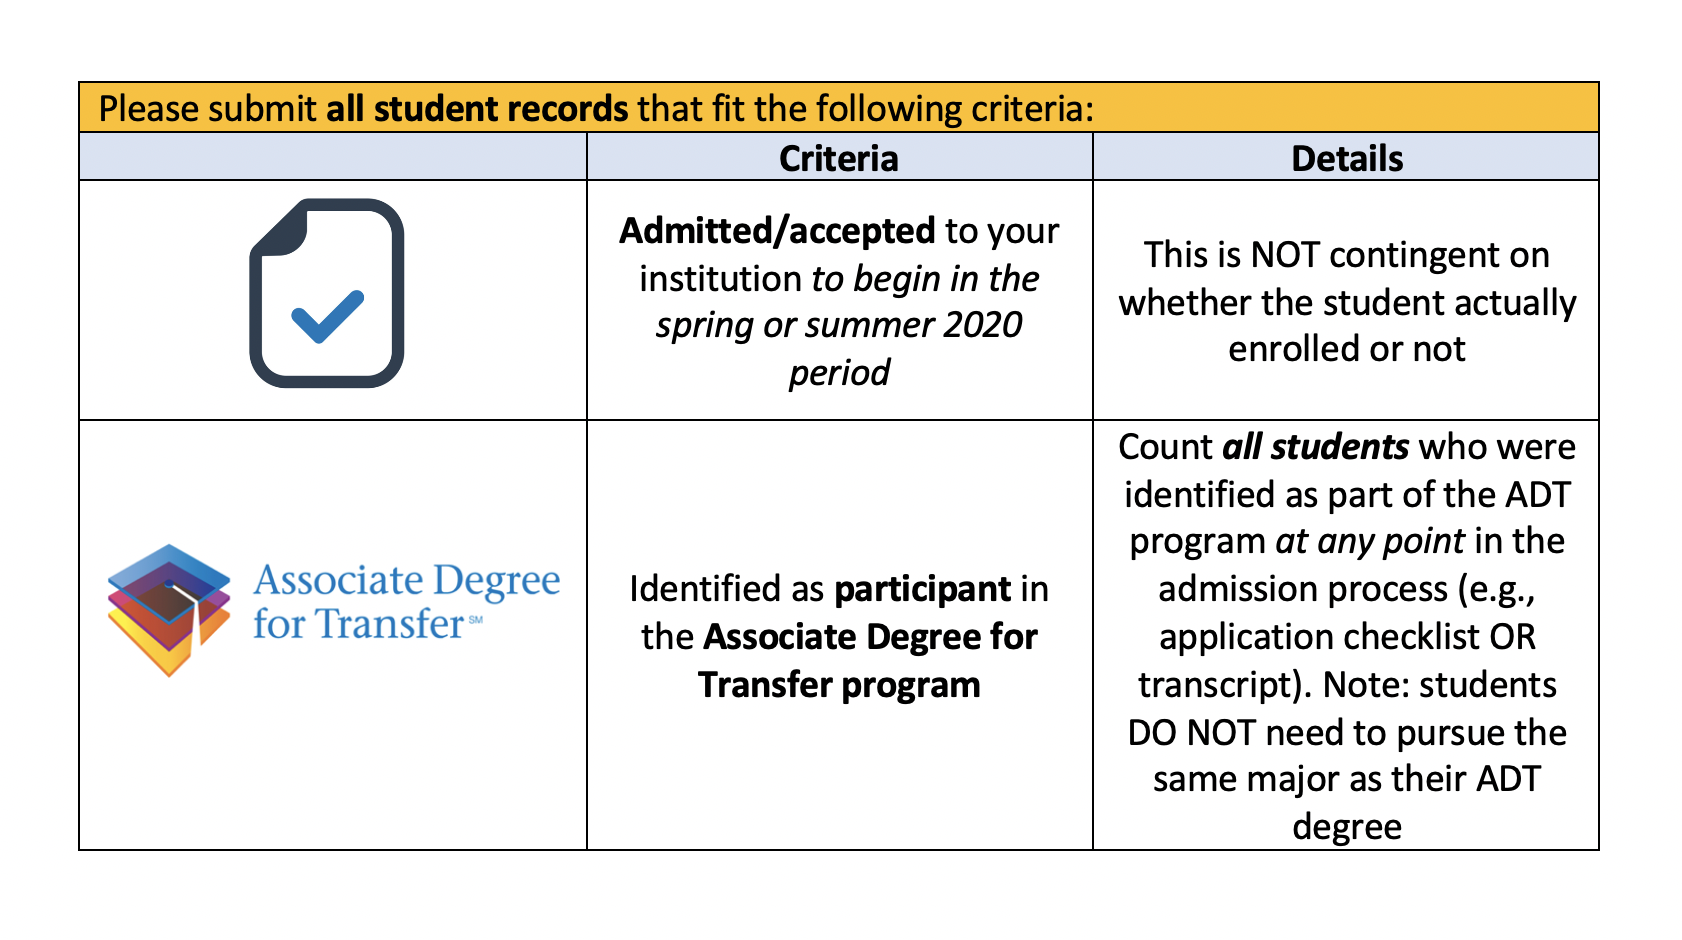 Please submit all student records that fit the following criteria:
Criteria
Details
Admitted/accepted to your
institution to begin in the
spring or summer 2020
period
This is NOT contingent on
whether the student actually
enrolled or not
Associate Degree
for Transfer℠
Identified as participant in
the Associate Degree for
Transfer program
Count all students who were
identified as part of the ADT
program at any point in the
admission process (e.g.,
application checklist OR
transcript). Note: students
DO NOT need to pursue the
same major as their ADT
degree